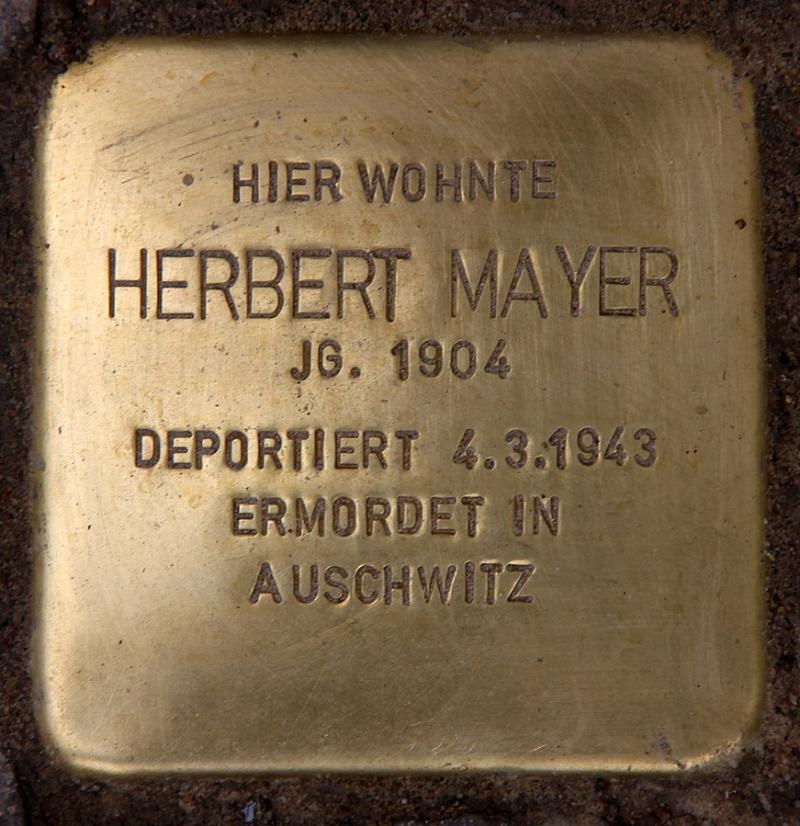 HIER WOHNTE
HERBERT MAYER
JG. 1904
DEPORTIERT 4.3.1943
ERMORDET IN
AUSCHWITZ